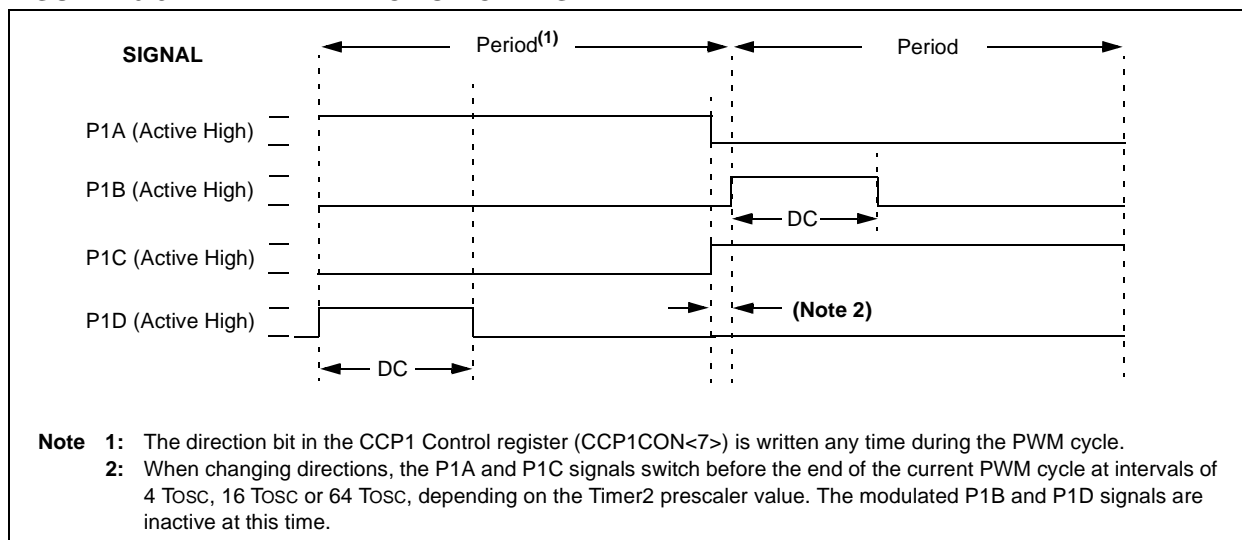 SIGNAL
Period(1)
Period
P1A (Active High)
P1B (Active High)
DC
P1C (Active High)
(Note 2)
P1D (Active High)
DC
Note 1: The direction bit in the CCP1 Control register (CCP1CON<7>) is written any time during the PWM cycle.
2: When changing directions, the P1A and P1C signals switch before the end of the current PWM cycle at intervals of
4 TOSC, 16 TOSC or 64 TOSC, depending on the Timer2 prescaler value. The modulated P1B and P1D signals are
inactive at this time.